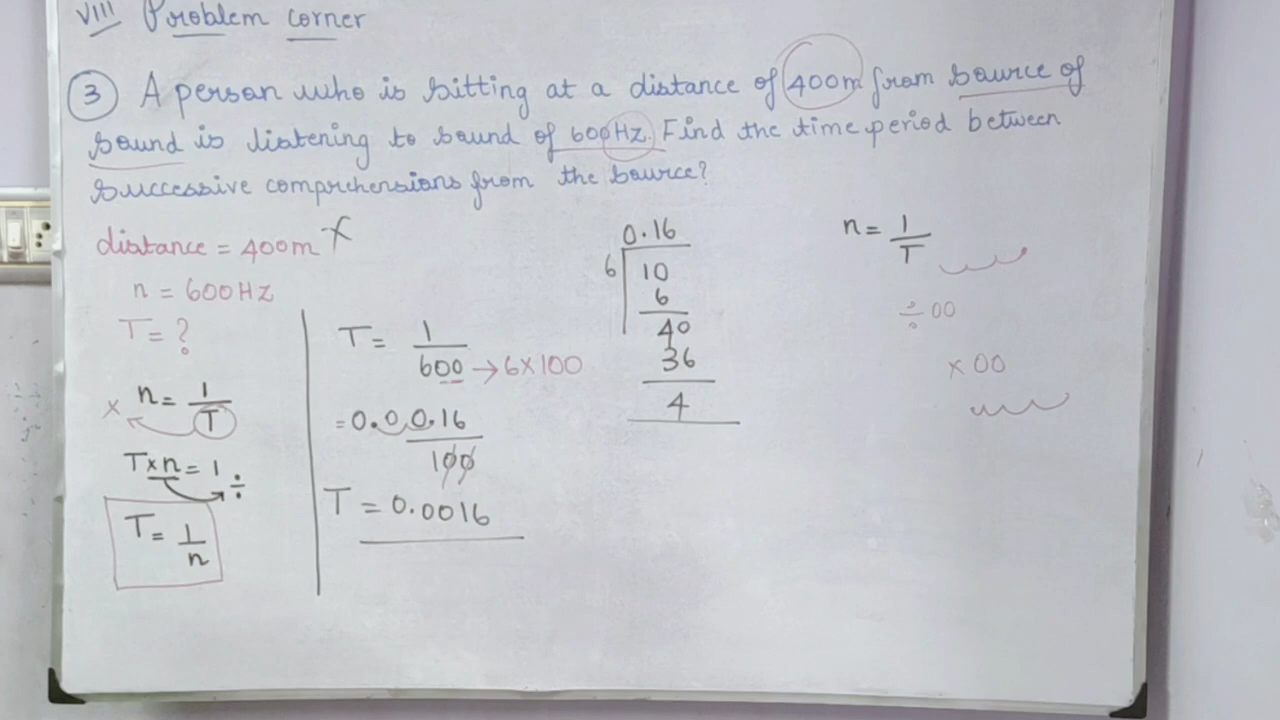 VIII Problem corner
3 A person who is sitting at a distance of 400m from source of
sound is listening to sound of 600Hz. Find the time period between
successive comprehensions from the source?
distance = 400m ×
n = 600Hz
T = ?
× n = 1/T
T×n = 1 ÷
T = 1/n
T = 1/600 → 6×100
= 0.00.16/100
T = 0.0016
0.16
6 10
6
40
36
4
n = 1/T
÷ 00
× 00